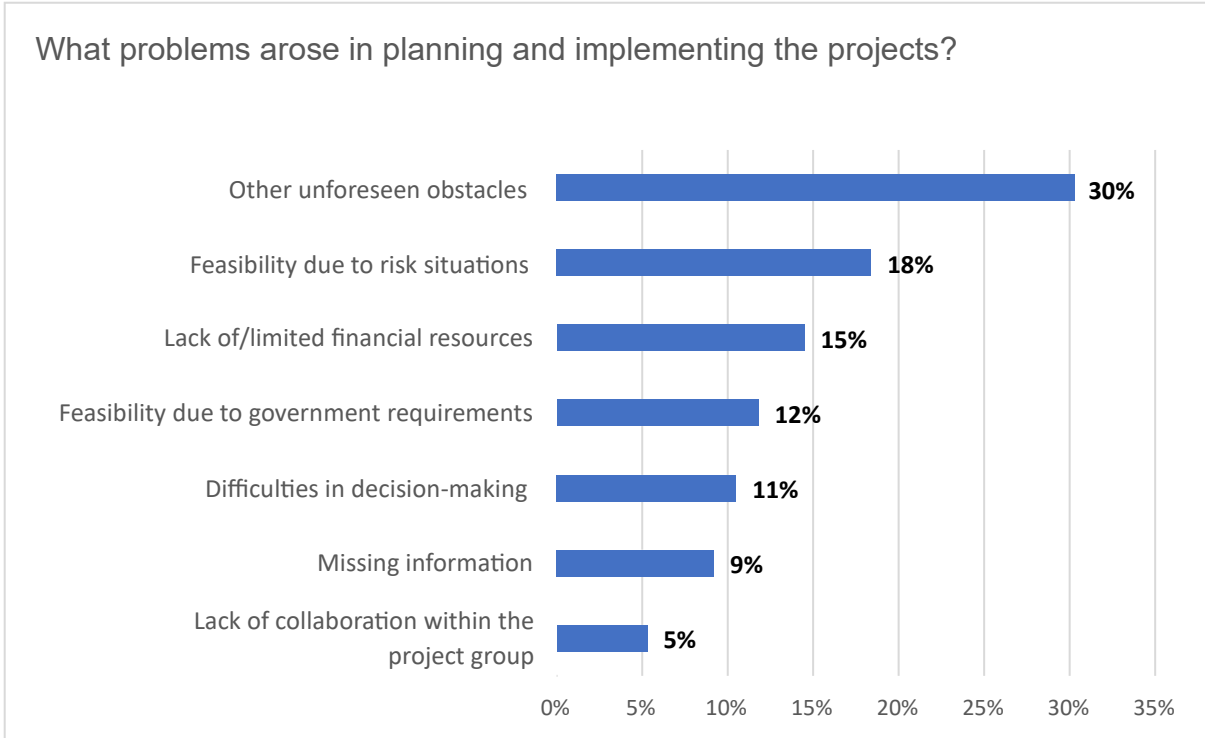 What problems arose in planning and implementing the projects?
Other unforeseen obstacles
30%
Feasibility due to risk situations
18%
Lack of/limited financial resources
15%
Feasibility due to government requirements
12%
Difficulties in decision-making
11%
Missing information
9%
Lack of collaboration within the
project group
5%
0% 5% 10% 15% 20% 25% 30% 35%